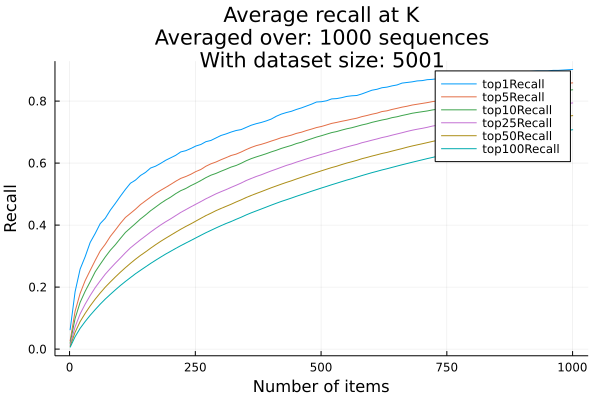 Average recall at K
Averaged over: 1000 sequences
With dataset size: 5001
top1Recall
top5Recall
top10Recall
top25Recall
top50Recall
top100Recall
Recall
0.8
0.6
0.4
0.2
0.0
0
250
500
750
1000
Number of items